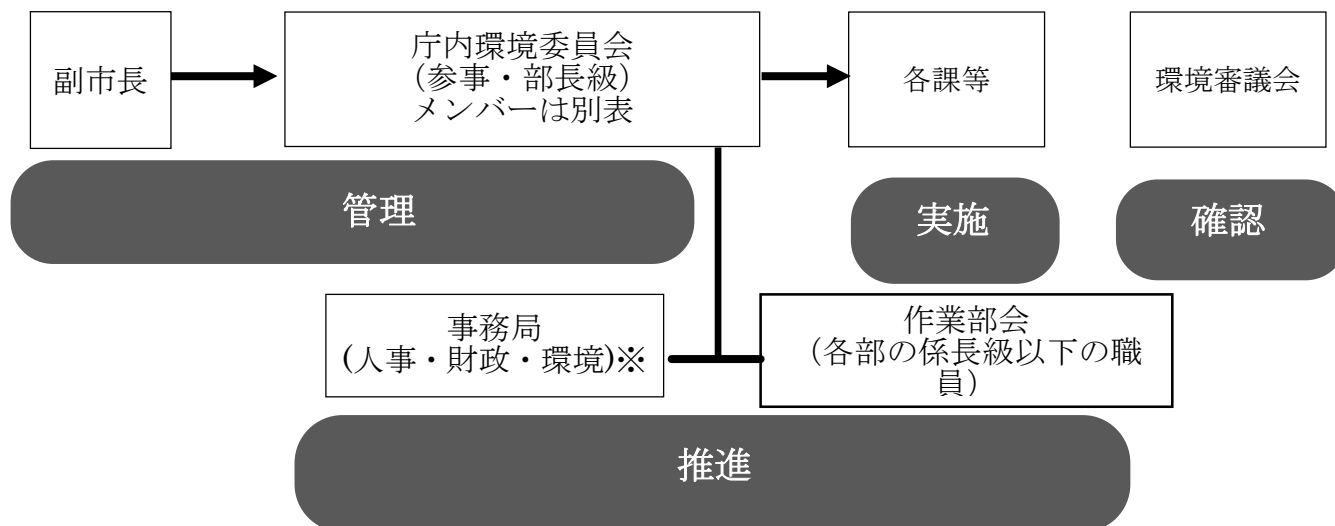 副市長
庁内環境委員会
(参事・部長級)
メンバーは別表
各課等
環境審議会
管理
実施
確認
事務局
(人事・財政・環境)※
作業部会
（各部の係長級以下の職
員）
推進